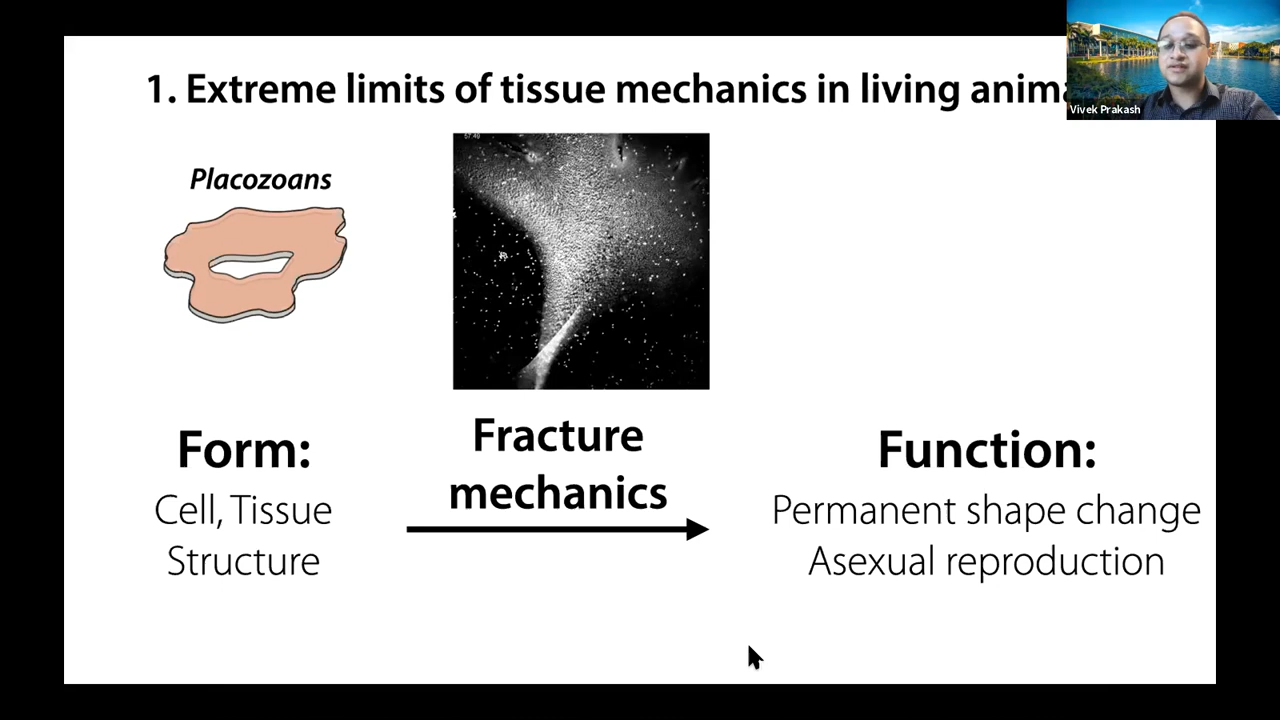 1. Extreme limits of tissue mechanics in living
Vivek Prakash
Placozoans
Form:
Cell, Tissue
Structure
Fracture
mechanics
Function:
Permanent shape change
Asexual reproduction